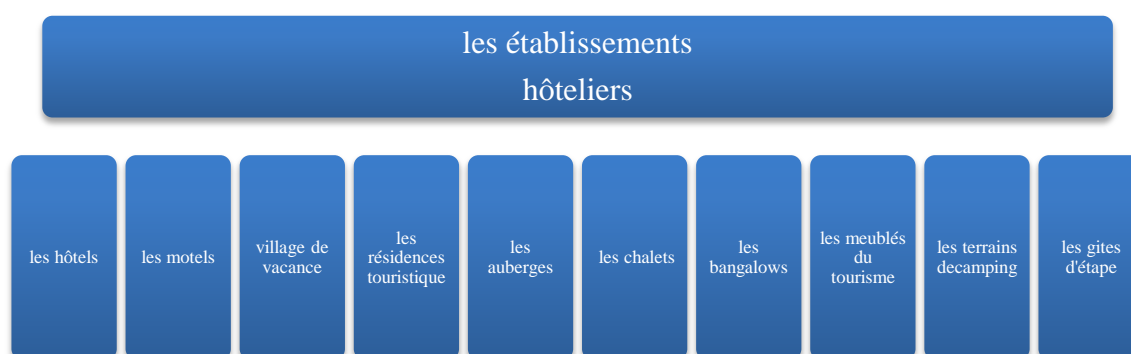 les établissements
hôteliers
les hôtels
les motels
village de
vacance
les
résidences
touristique
les
auberges
les chalets
les
bangalows
les meublés
du
tourisme
les terrains
decamping
les gites
d'étape